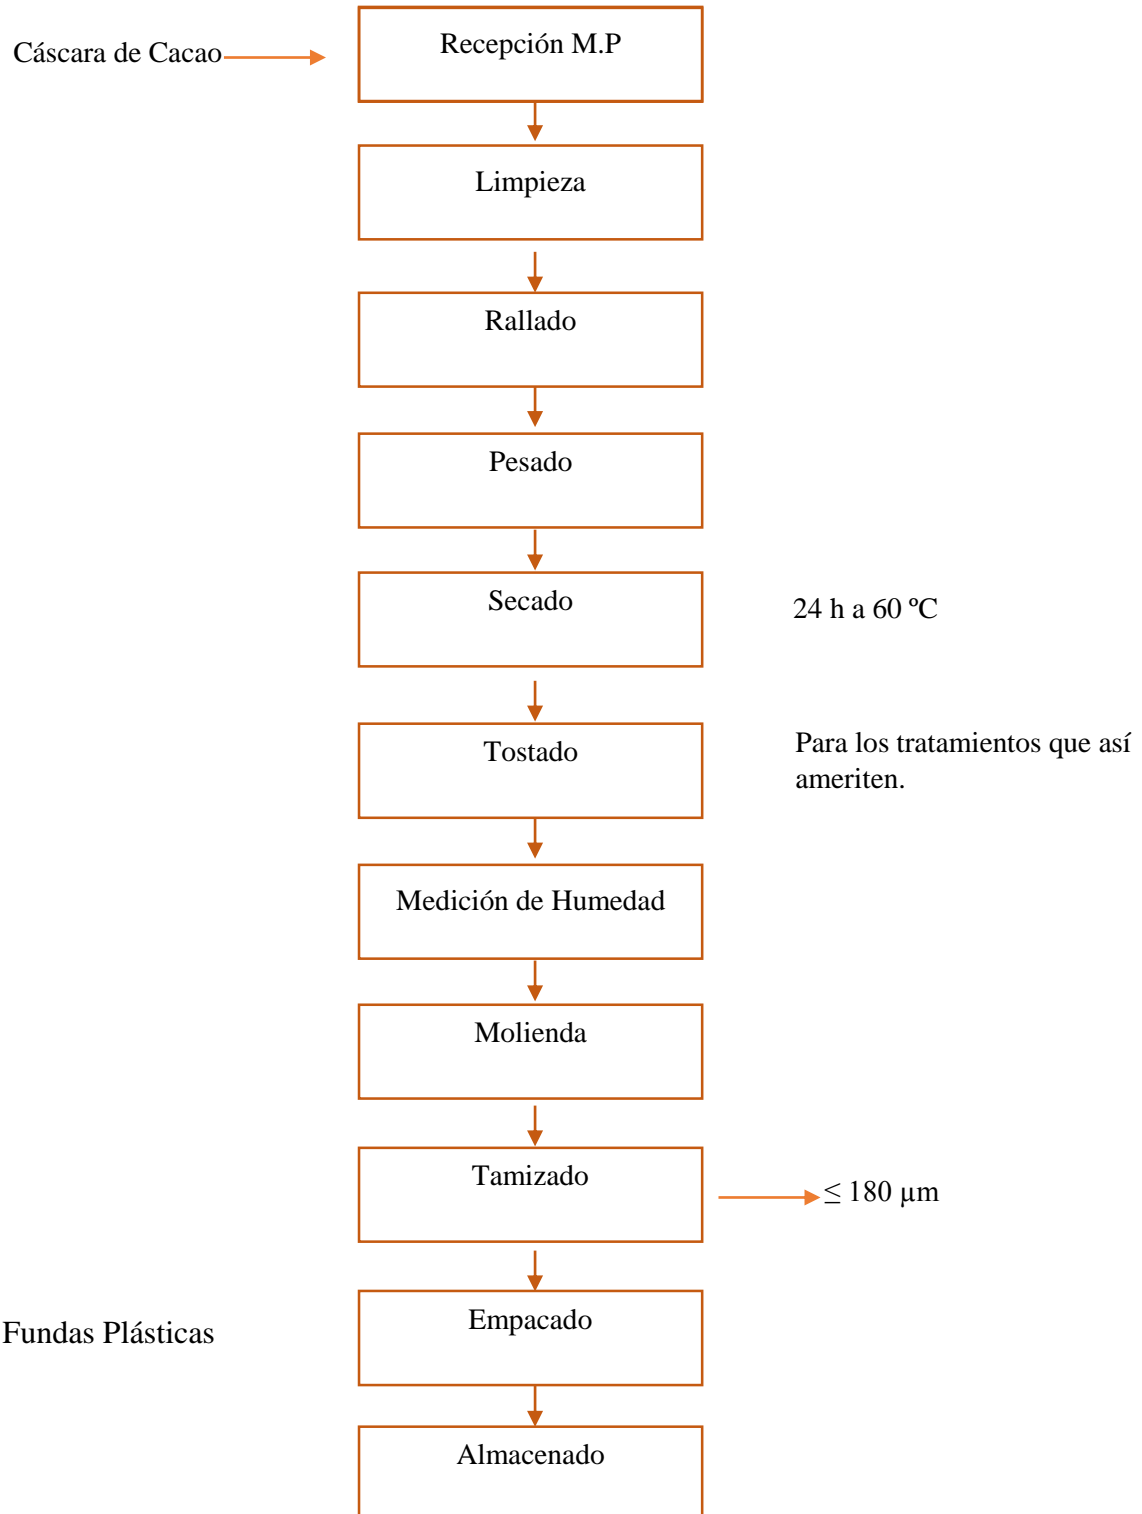 Cáscara de Cacao
Recepción M.P
Limpieza
Rallado
Pesado
Secado
24 h a 60 ºC
Tostado
Para los tratamientos que así
ameriten.
Medición de Humedad
Molienda
Tamizado
≤ 180 µm
Fundas Plásticas
Empacado
Almacenado